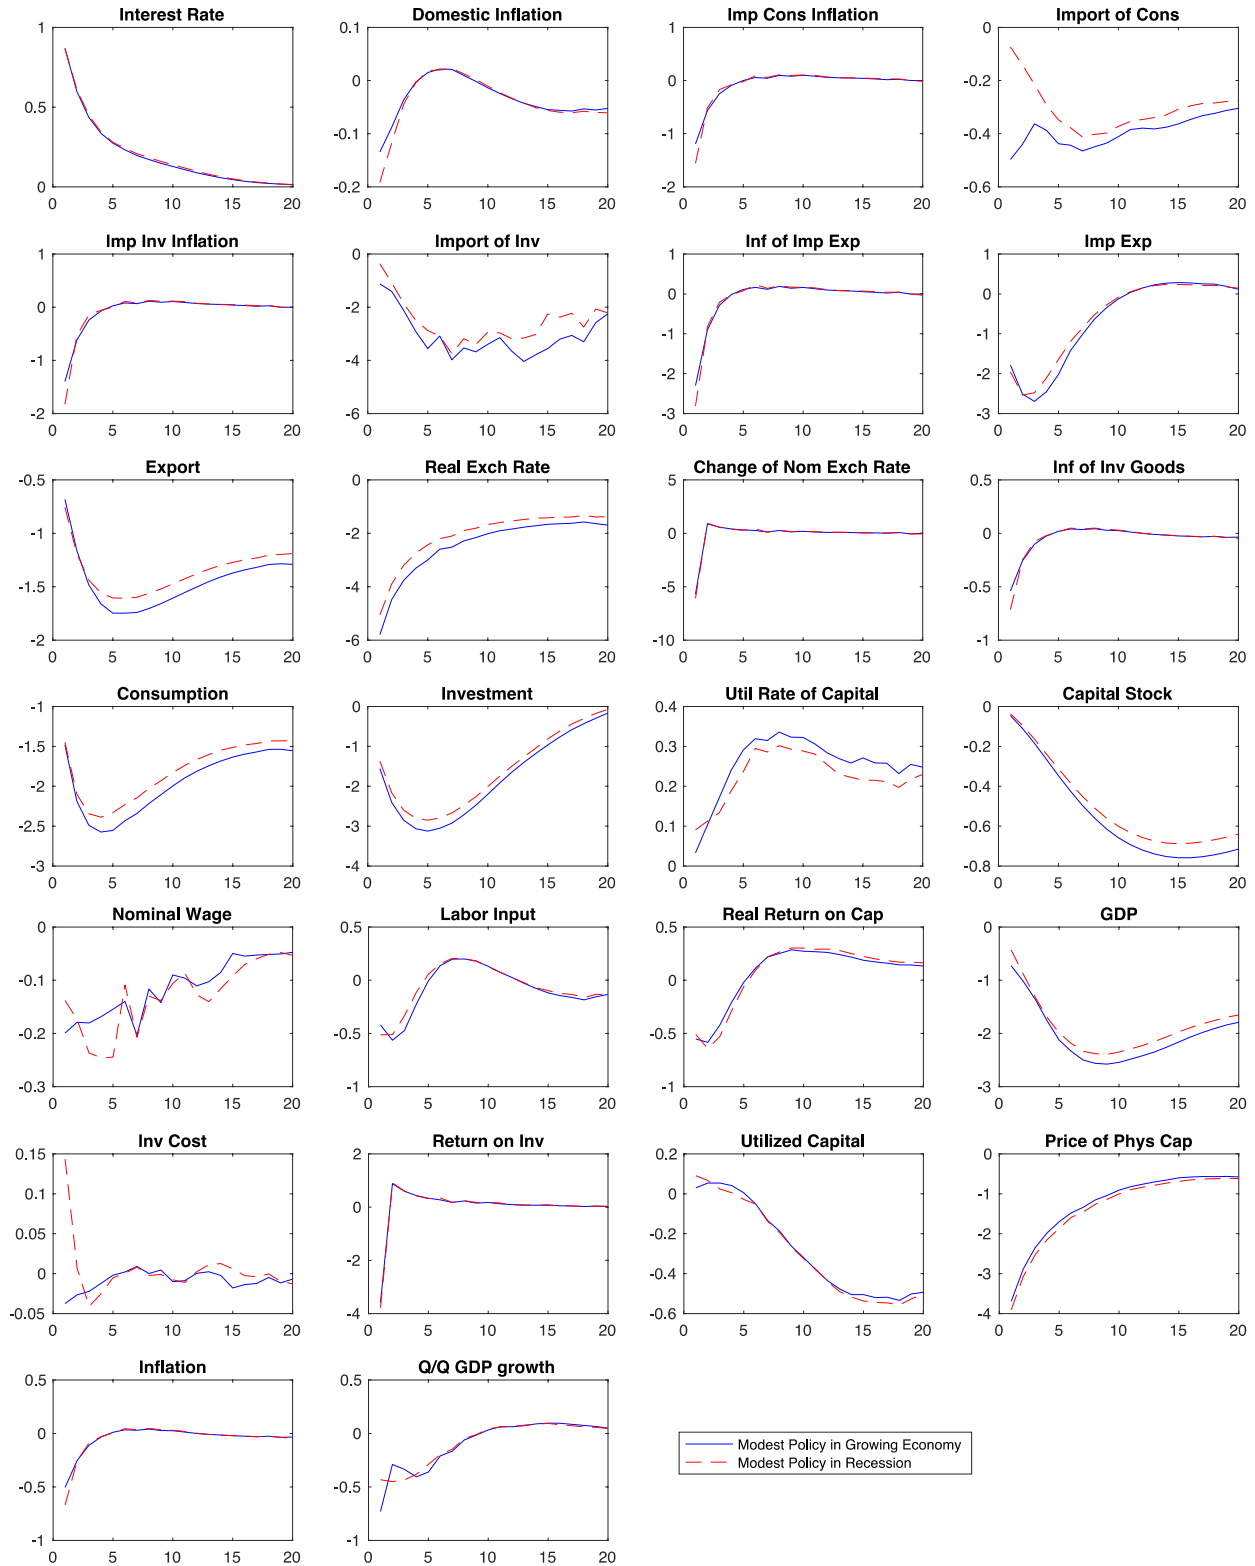 Interest Rate
1
0.5
0
0 5 10 15 20
Domestic Inflation
0.1
0
-0.1
-0.2
0 5 10 15 20
Imp Cons Inflation
1
0
-1
-2
0 5 10 15 20
Import of Cons
0
-0.2
-0.4
-0.6
0 5 10 15 20
Imp Inv Inflation
1
0
-1
-2
0 5 10 15 20
Import of Inv
0
-2
-4
-6
0 5 10 15 20
Inf of Imp Exp
1
0
-1
-2
-3
0 5 10 15 20
Imp Exp
1
0
-1
-2
-3
0 5 10 15 20
Export
-0.5
-1
-1.5
-2
0 5 10 15 20
Real Exch Rate
0
-2
-4
-6
0 5 10 15 20
Change of Nom Exch Rate
5
0
-5
-10
0 5 10 15 20
Inf of Inv Goods
0.5
0
-0.5
-1
0 5 10 15 20
Consumption
-1
-1.5
-2
-2.5
-3
0 5 10 15 20
Investment
0
-1
-2
-3
-4
0 5 10 15 20
Util Rate of Capital
0.4
0.3
0.2
0.1
0
0 5 10 15 20
Capital Stock
0
-0.2
-0.4
-0.6
-0.8
0 5 10 15 20
Nominal Wage
0
-0.1
-0.2
-0.3
0 5 10 15 20
Labor Input
0.5
0
-0.5
-1
0 5 10 15 20
Real Return on Cap
0.5
0
-0.5
-1
0 5 10 15 20
GDP
0
-1
-2
-3
0 5 10 15 20
Inv Cost
0.15
0.1
0.05
0
-0.05
0 5 10 15 20
Return on Inv
2
0
-2
-4
0 5 10 15 20
Utilized Capital
0.2
0
-0.2
-0.4
-0.6
0 5 10 15 20
Price of Phys Cap
0
-1
-2
-3
-4
0 5 10 15 20
Inflation
0.5
0
-0.5
-1
0 5 10 15 20
Q/Q GDP growth
0.5
0
-0.5
-1
0 5 10 15 20
Modest Policy in Growing Economy
Modest Policy in Recession